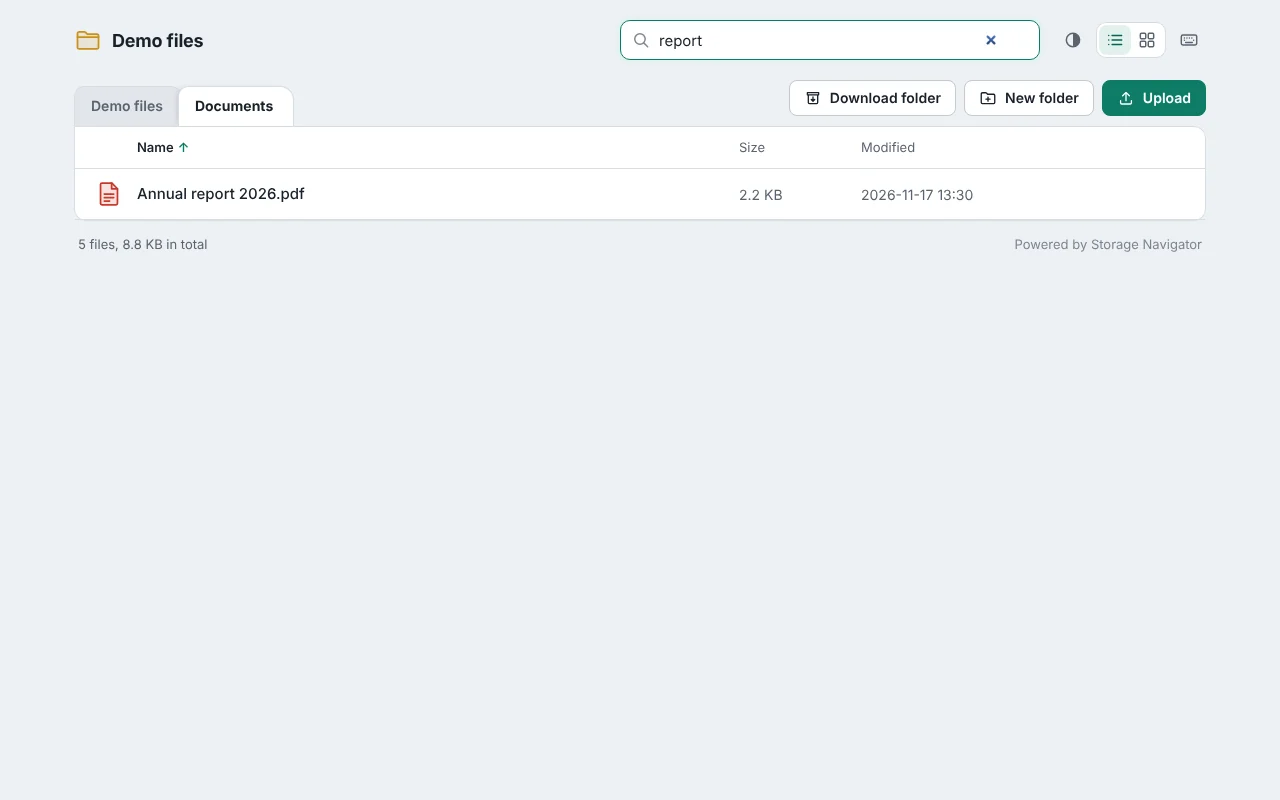 Demo files
report
Demo files
Documents
Download folder
New folder
Upload
Name
Size
Modified
Annual report 2026.pdf
2.2 KB
2026-11-17 13:30
5 files, 8.8 KB in total
Powered by Storage Navigator